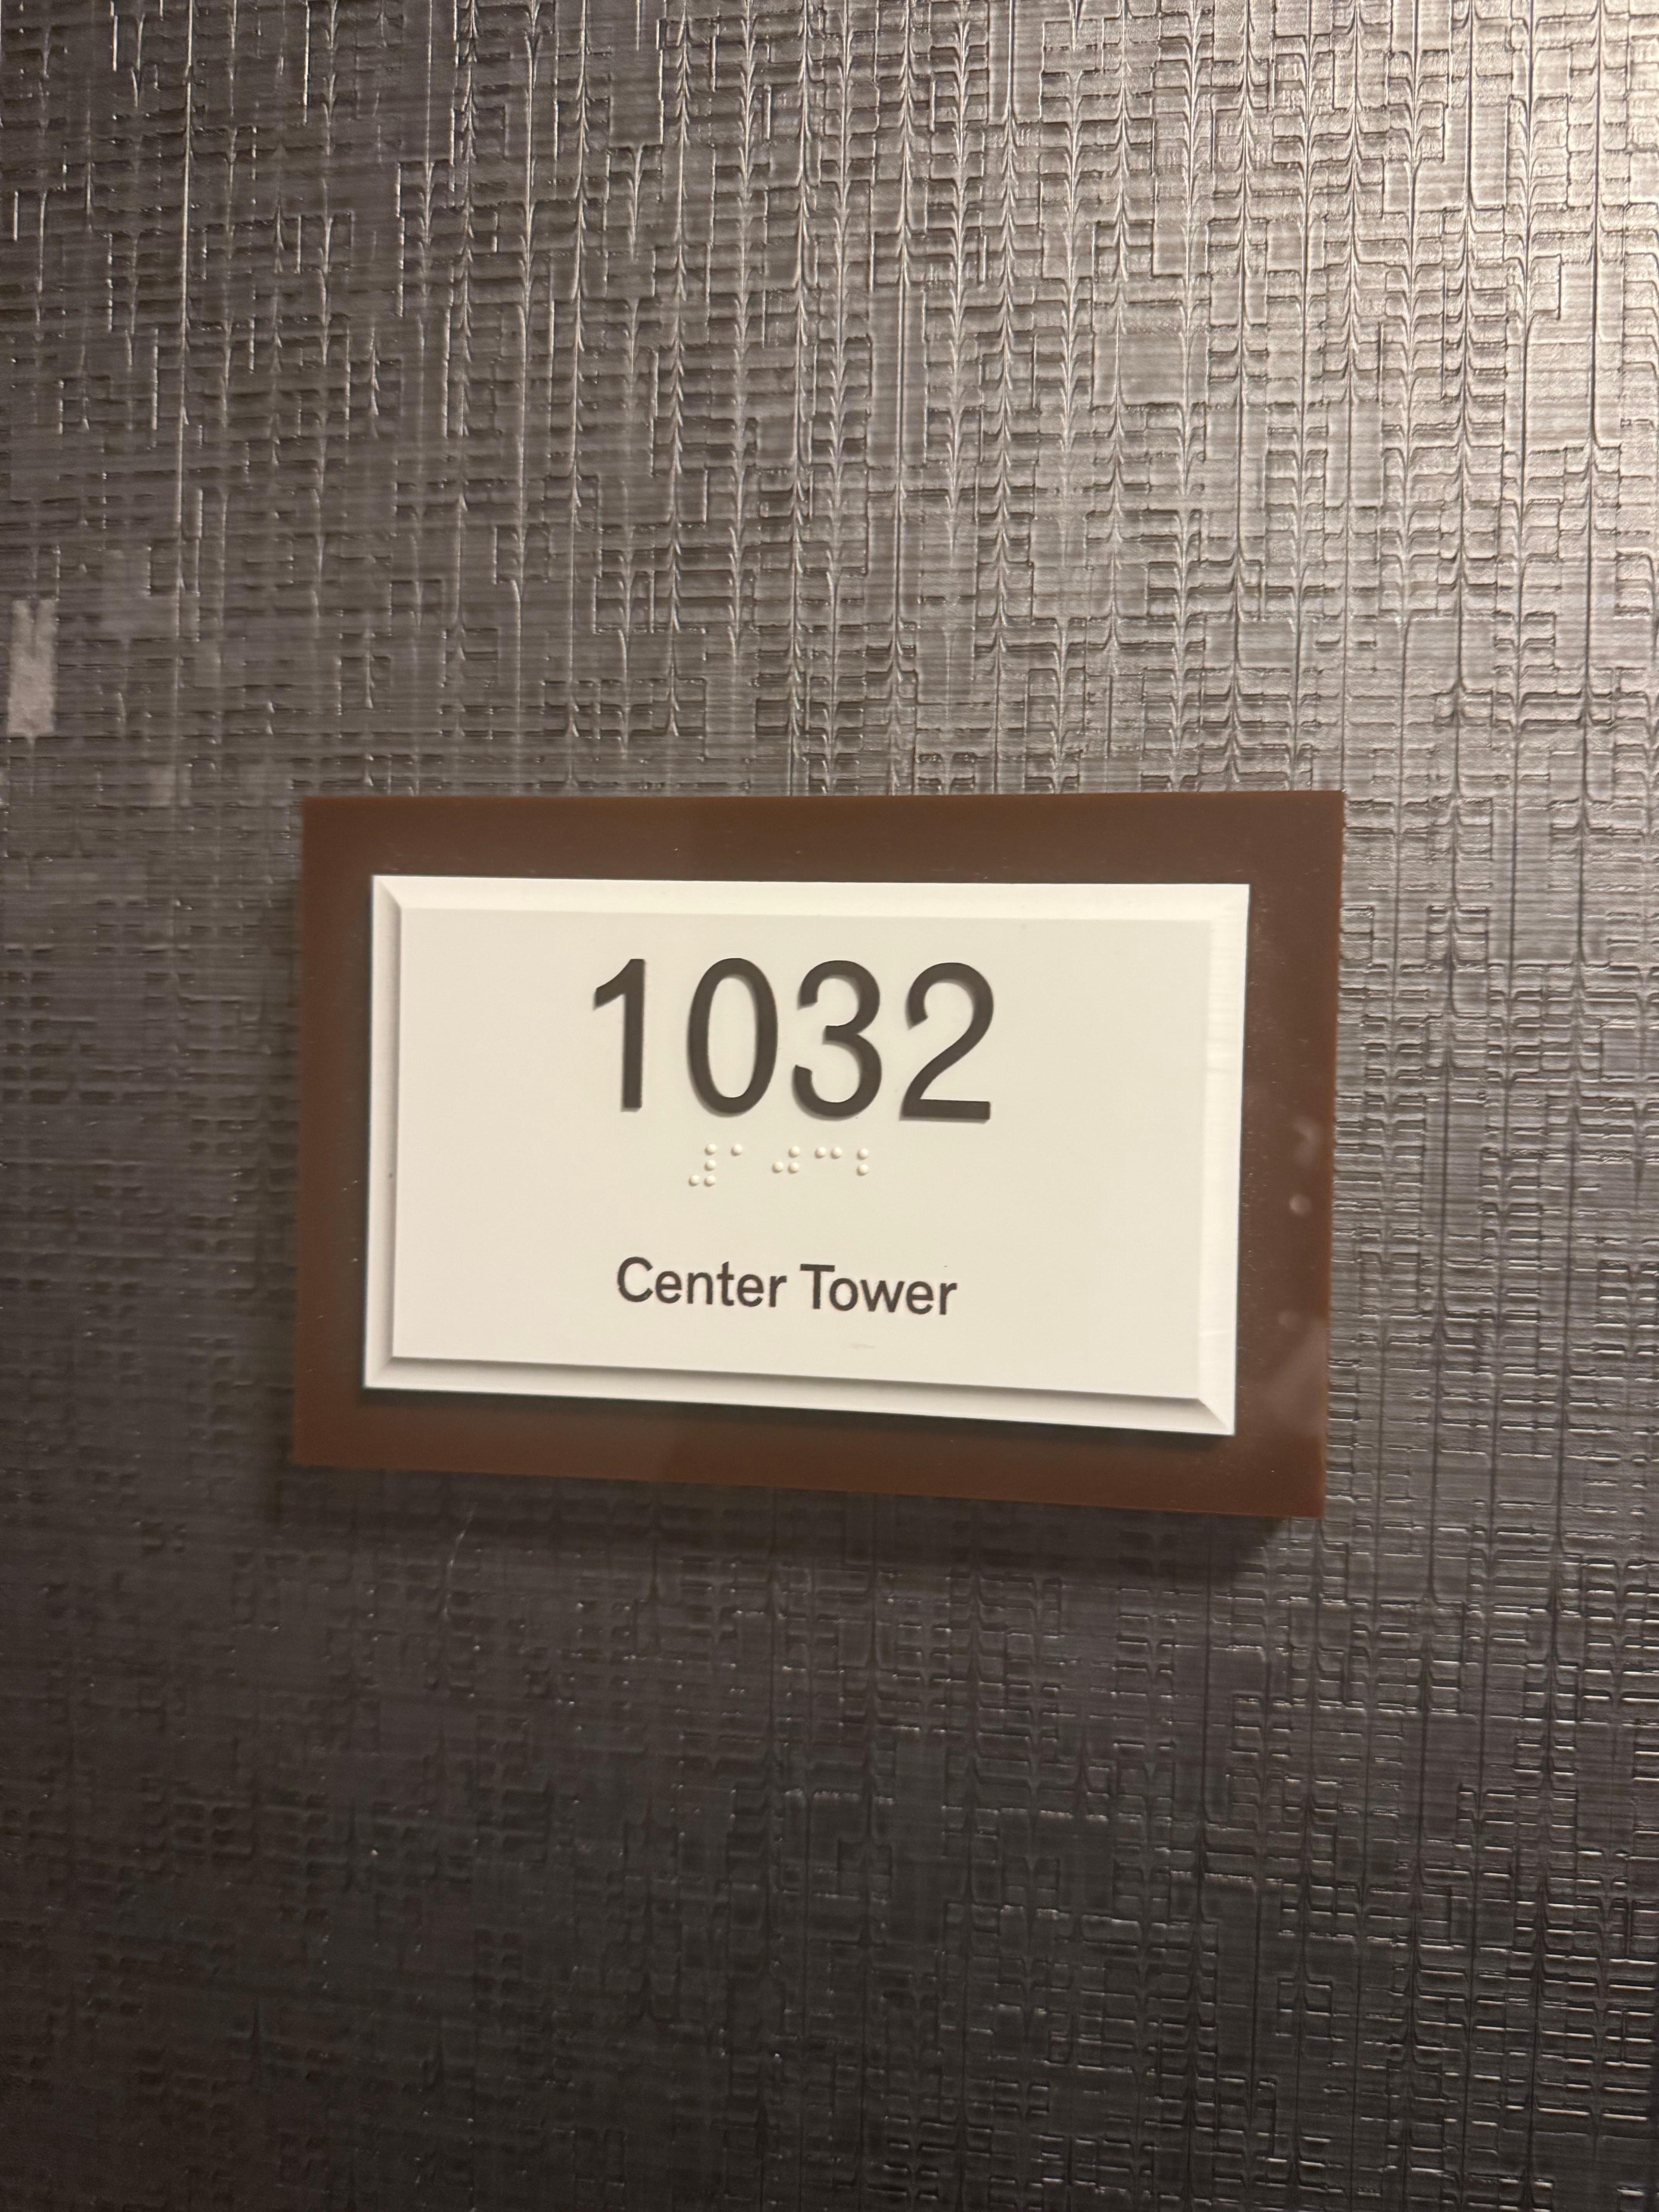 1032
⠼⠁⠚⠉⠃
Center Tower